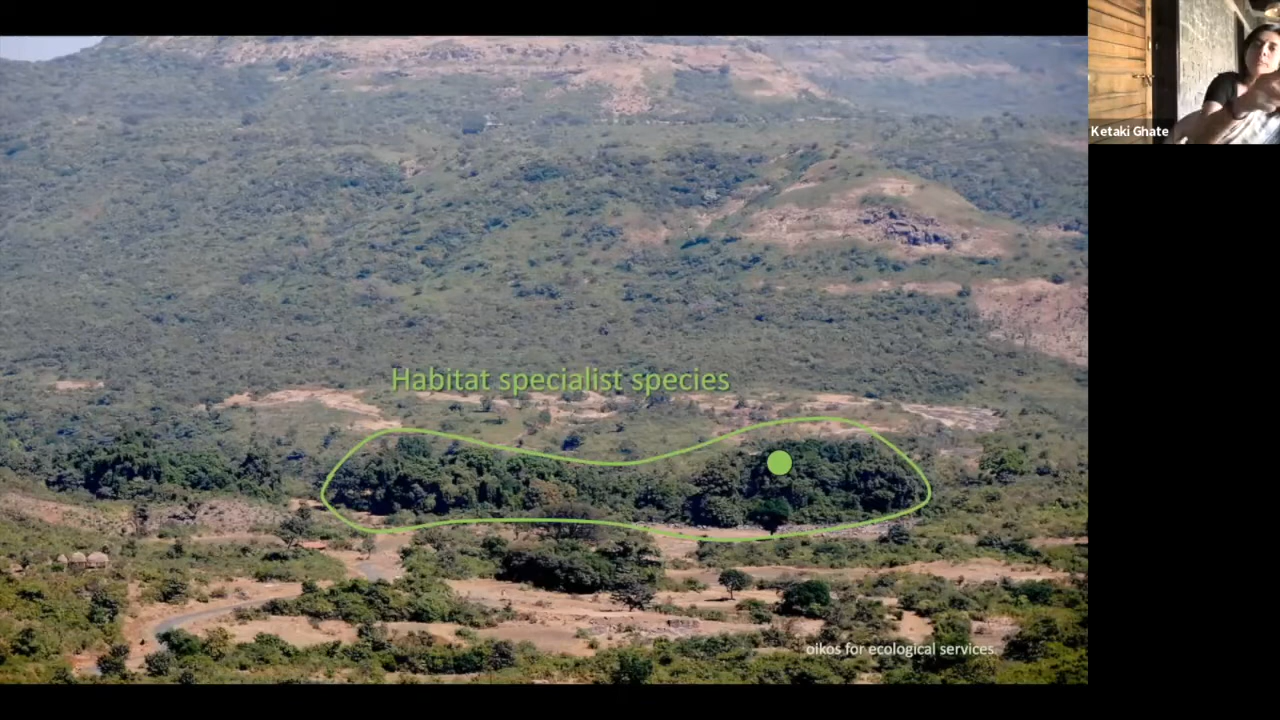 Ketaki Ghate
Habitat specialist species
oikos for ecological services